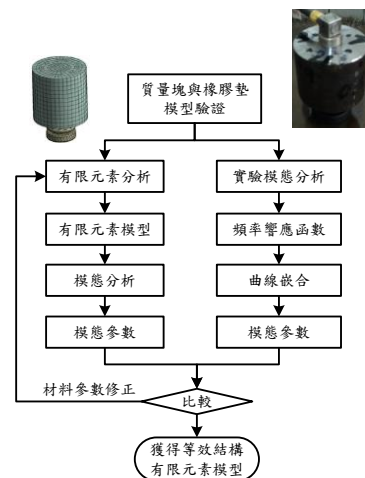 質量塊與橡膠墊
模型驗證
有限元素分析
實驗模態分析
有限元素模型
頻率響應函數
模態分析
曲線嵌合
模態參數
模態參數
材料參數修正
比較
獲得等效結構
有限元素模型